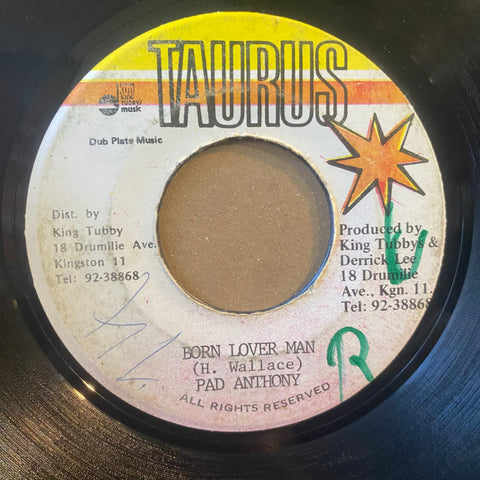 TAURUS
King
Tubbys
music
Dub Plate Music
Dist. by
King Tubby
18 Drumilie Ave.
Kingston 11
Tel: 92-38868
Produced by
King Tubbys &
Derrick Lee
18 Drumilie
Ave., Kgn. 11.
Tel: 92-38868
BORN LOVER MAN
(H. Wallace)
PAD ANTHONY
ALL RIGHTS RESERVED
R